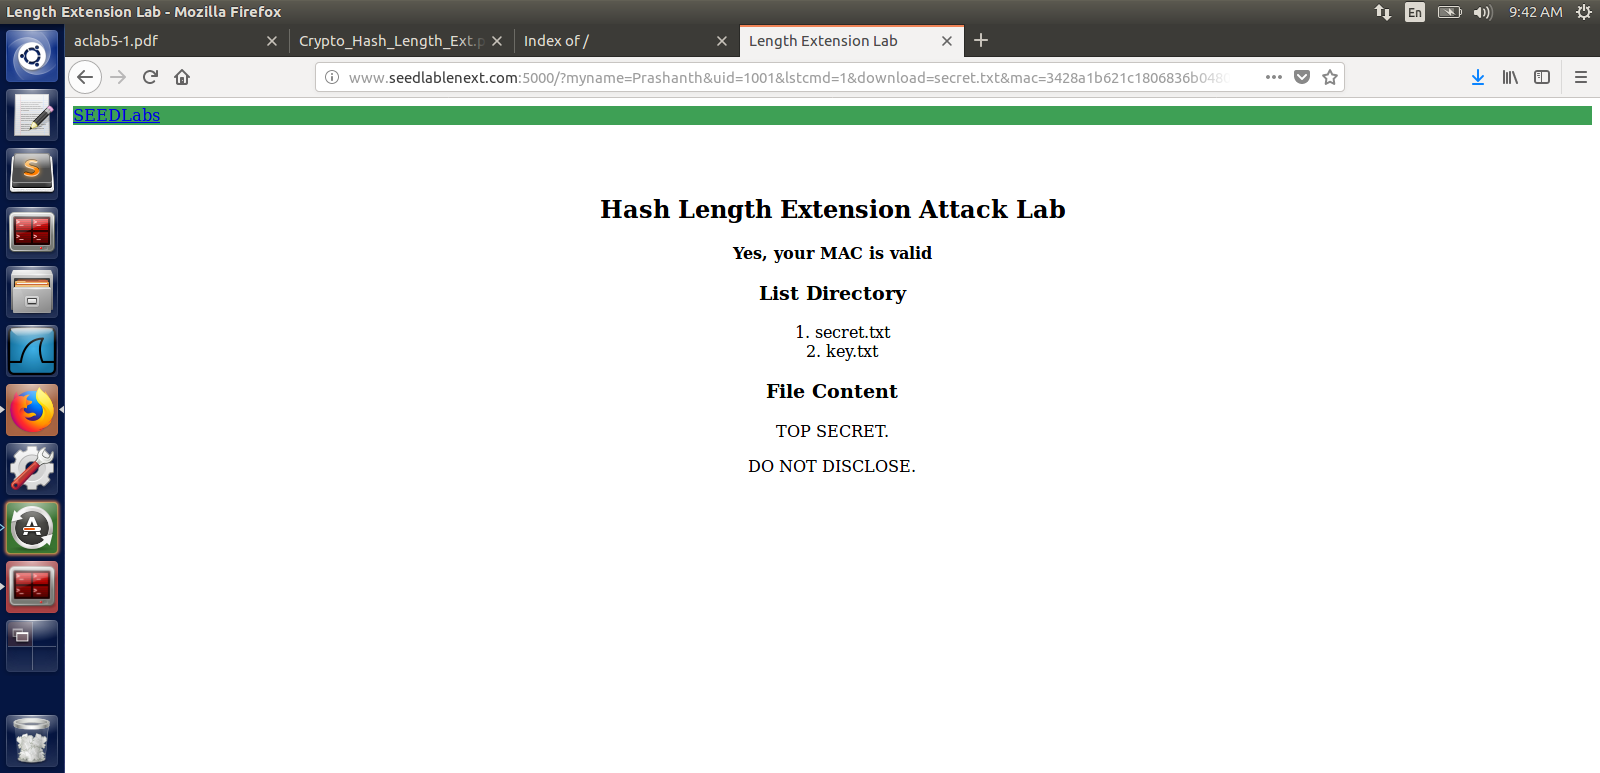 Length Extension Lab - Mozilla Firefox
En
9:42 AM
aclab5-1.pdf
Crypto_Hash_Length_Ext.p
Index of /
Length Extension Lab
www.seedlablenext.com:5000/?myname=Prashanth&uid=1001&lstcmd=1&download=secret.txt&mac=3428a1b621c1806836b0480
SEEDLabs
Hash Length Extension Attack Lab
Yes, your MAC is valid
List Directory
1. secret.txt
2. key.txt
File Content
TOP SECRET.
DO NOT DISCLOSE.